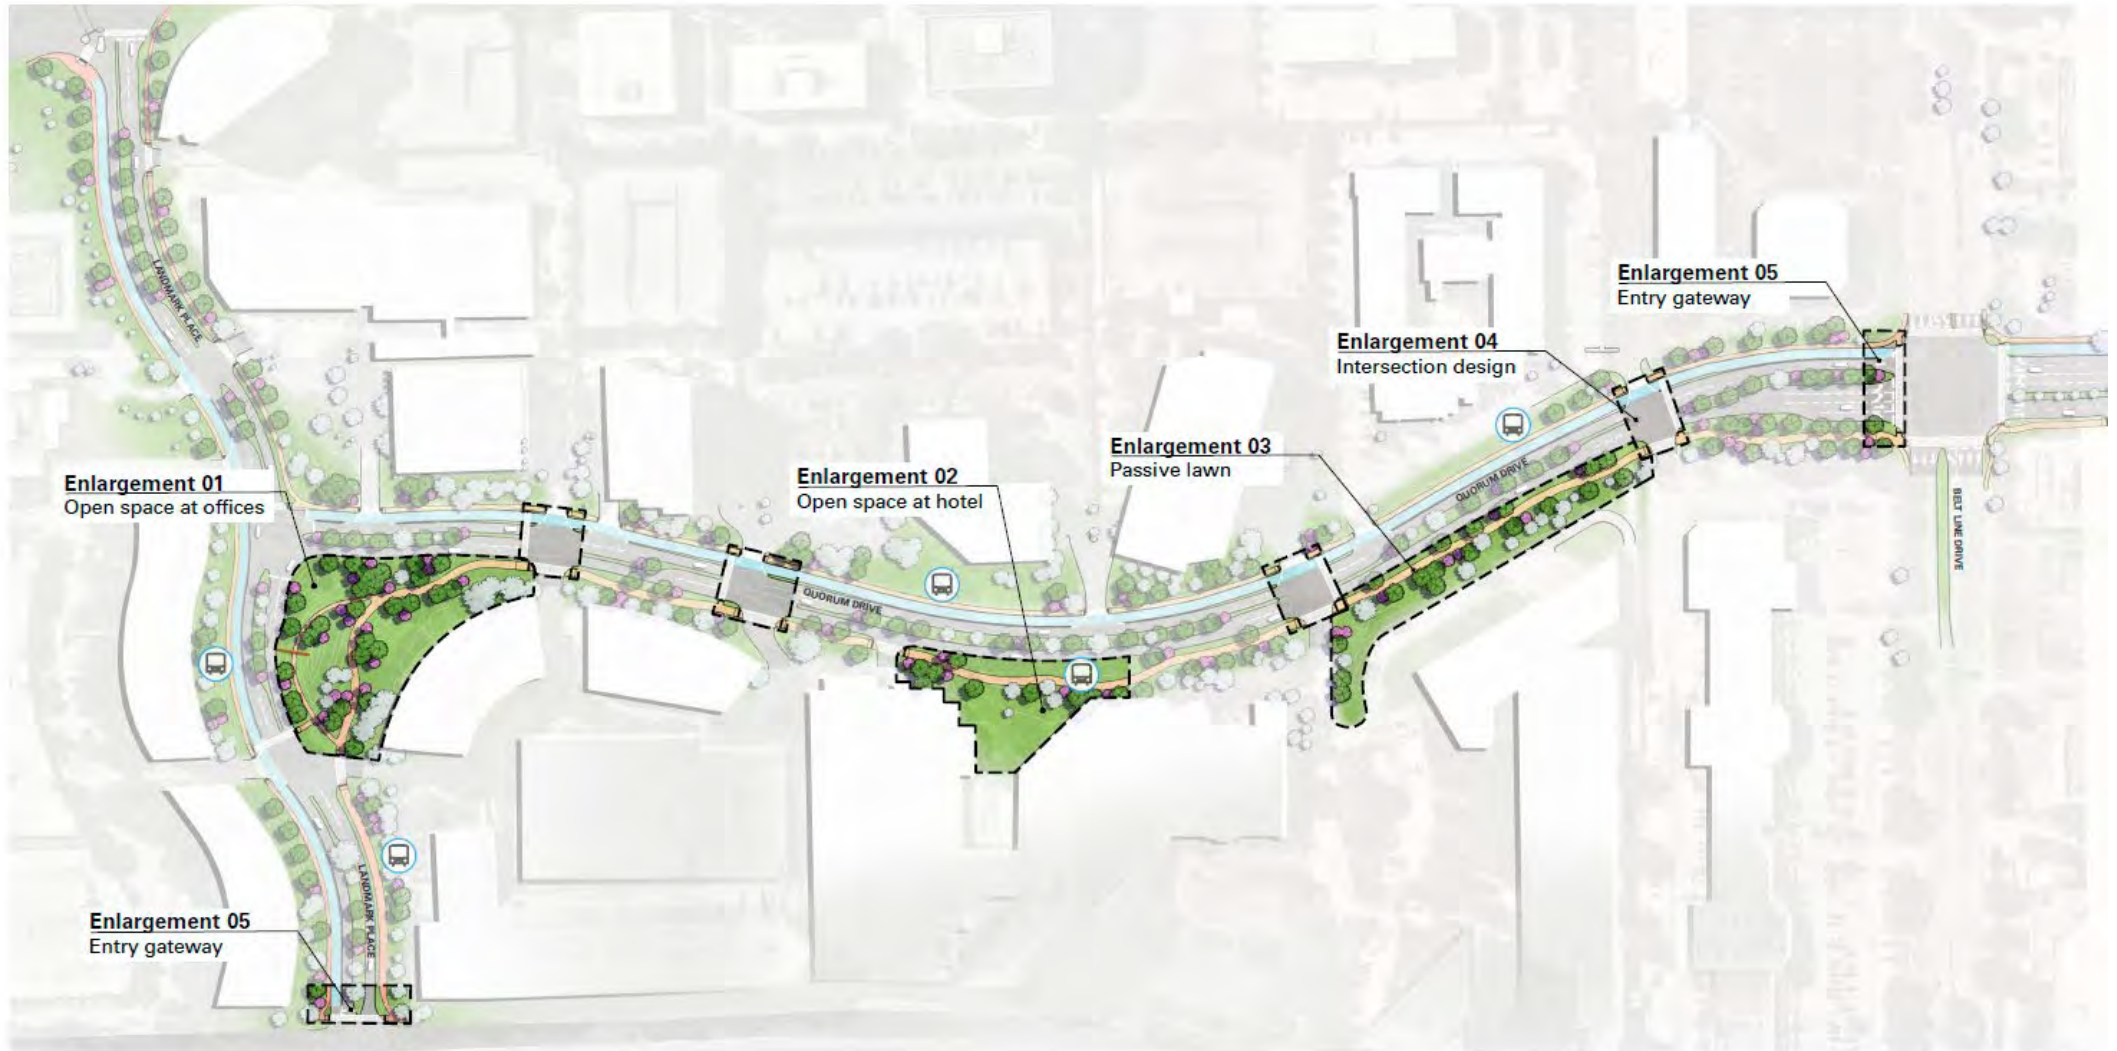 Enlargement 05
Entry gateway
LANDMARK PLACE
Enlargement 04
Intersection design
Enlargement 03
Passive lawn
Enlargement 02
Open space at hotel
Enlargement 01
Open space at offices
QUORUM DRIVE
QUORUM DRIVE
BELT LINE DRIVE
LANDMARK PLACE
Enlargement 05
Entry gateway